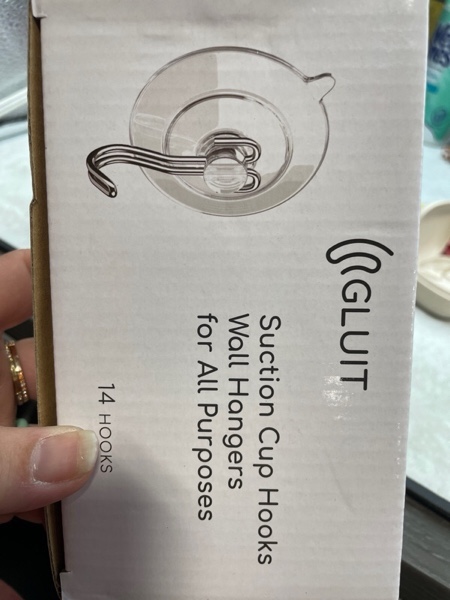 GLUIT
Suction Cup Hooks
Wall Hangers
for All Purposes
14 HOOKS